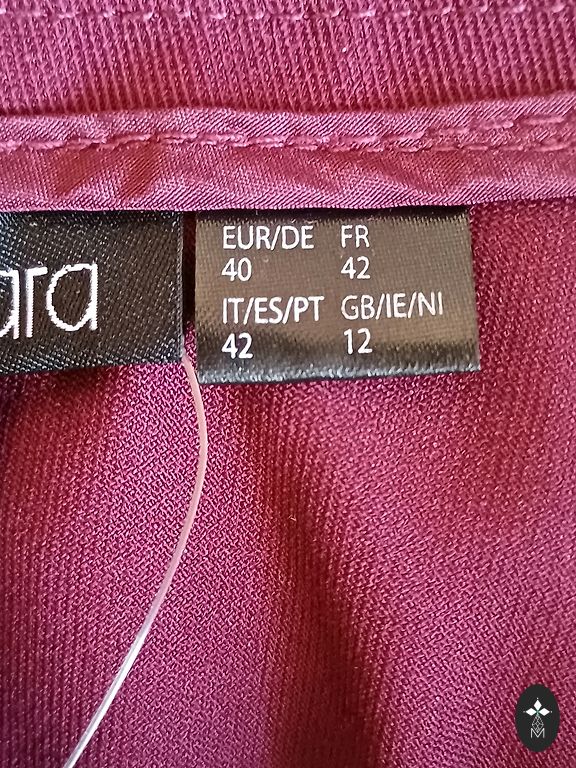 ara
EUR/DE FR
40 42
IT/ES/PT GB/IE/NI
42 12
M